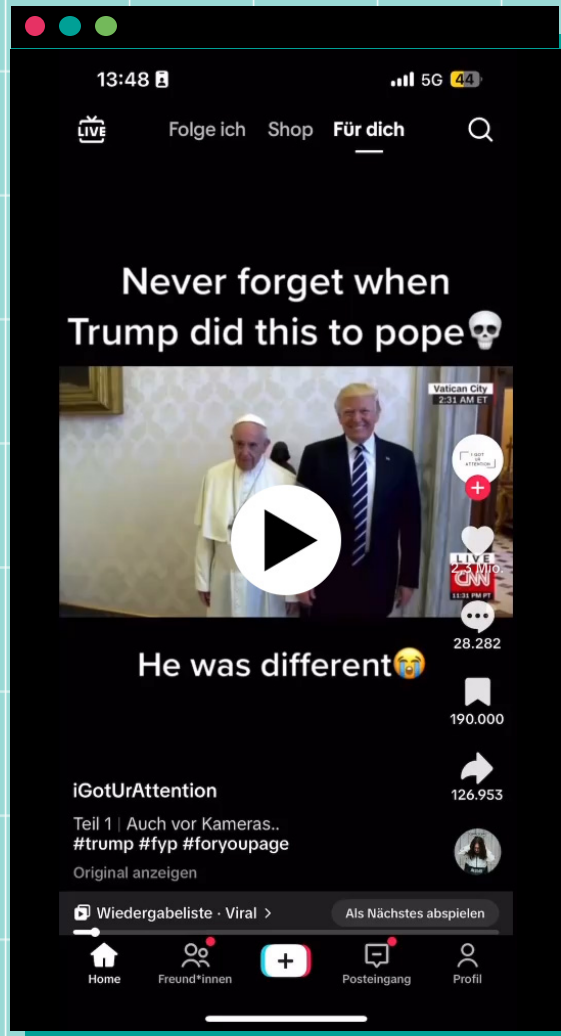 13:48
5G 44
LIVE
Folge ich Shop Für dich
Never forget when
Trump did this to pope💀
Vatican City
2:31 AM ET
I GOT
UR
ATTENTION
LIVE
2,3 Mio.
CNN
11:31 PM PT
28.282
He was different😭
190.000
126.953
iGotUrAttention
Teil 1 | Auch vor Kameras..
#trump #fyp #foryoupage
Original anzeigen
Wiedergabeliste · Viral >
Als Nächstes abspielen
Home Freund*innen Posteingang Profil